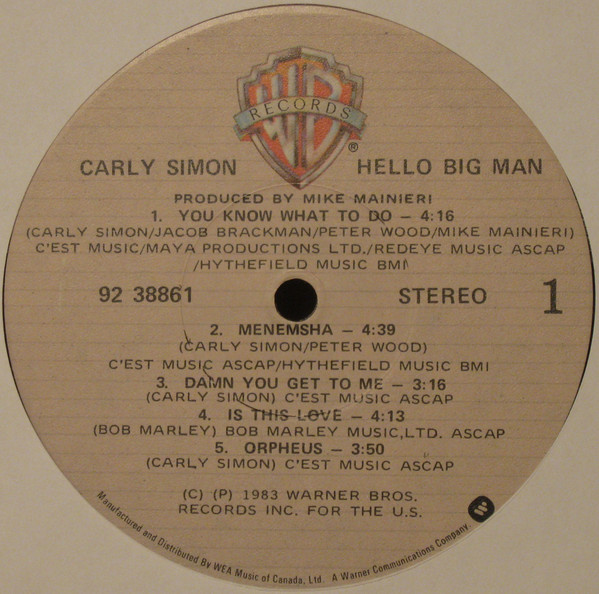 WB
RECORDS
®
CARLY SIMON HELLO BIG MAN
PRODUCED BY MIKE MAINIERI
1. YOU KNOW WHAT TO DO – 4:16
(CARLY SIMON/JACOB BRACKMAN/PETER WOOD/MIKE MAINIERI)
C'EST MUSIC/MAYA PRODUCTIONS LTD./REDEYE MUSIC ASCAP
/HYTHEFIELD MUSIC BMI
92 38861 STEREO 1
2. MENEMSHA – 4:39
(CARLY SIMON/PETER WOOD)
C'EST MUSIC ASCAP/HYTHEFIELD MUSIC BMI
3. DAMN YOU GET TO ME – 3:16
(CARLY SIMON) C'EST MUSIC ASCAP
4. IS THIS LOVE – 4:13
(BOB MARLEY) BOB MARLEY MUSIC,LTD. ASCAP
5. ORPHEUS – 3:50
(CARLY SIMON) C'EST MUSIC ASCAP
(C) (P) 1983 WARNER BROS.
RECORDS INC. FOR THE U.S.
Manufactured and Distributed By WEA Music of Canada, Ltd. A Warner Communications Company.